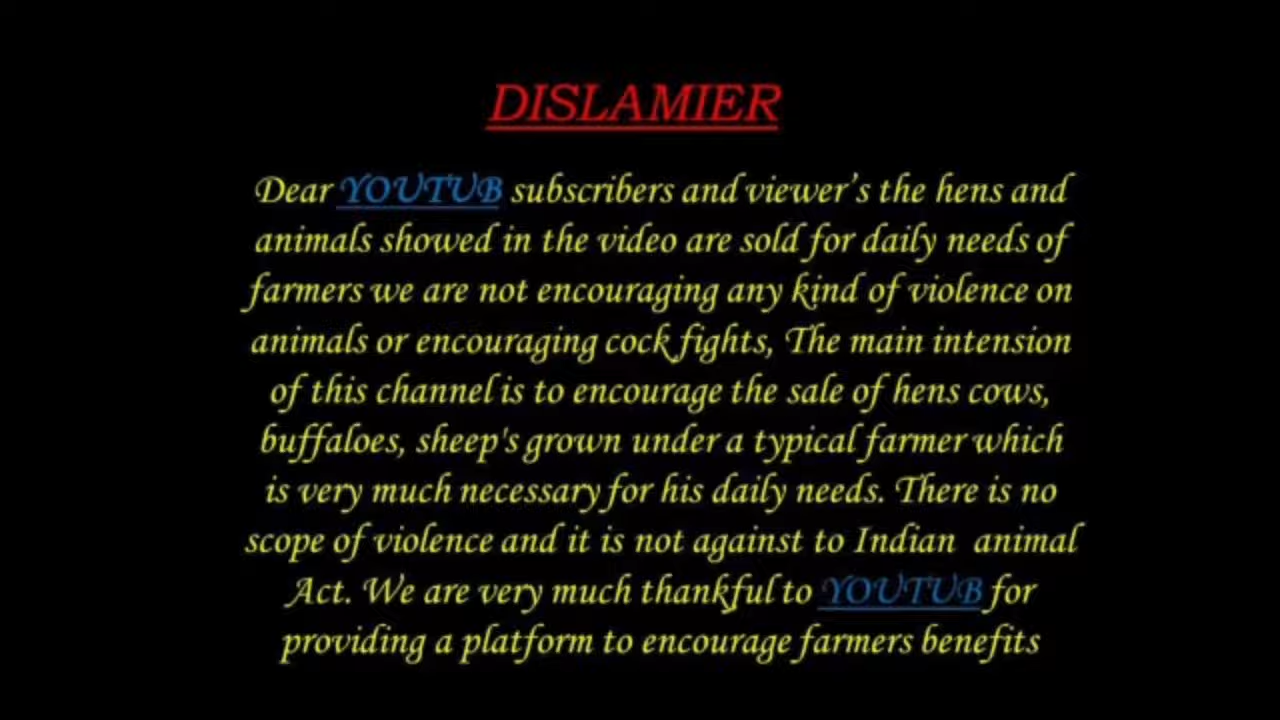 DISLAMIER
Dear YOUTUB subscribers and viewer’s the hens and
animals showed in the video are sold for daily needs of
farmers we are not encouraging any kind of violence on
animals or encouraging cock fights, The main intension
of this channel is to encourage the sale of hens cows,
buffaloes, sheep's grown under a typical farmer which
is very much necessary for his daily needs. There is no
scope of violence and it is not against to Indian animal
Act. We are very much thankful to YOUTUB for
providing a platform to encourage farmers benefits